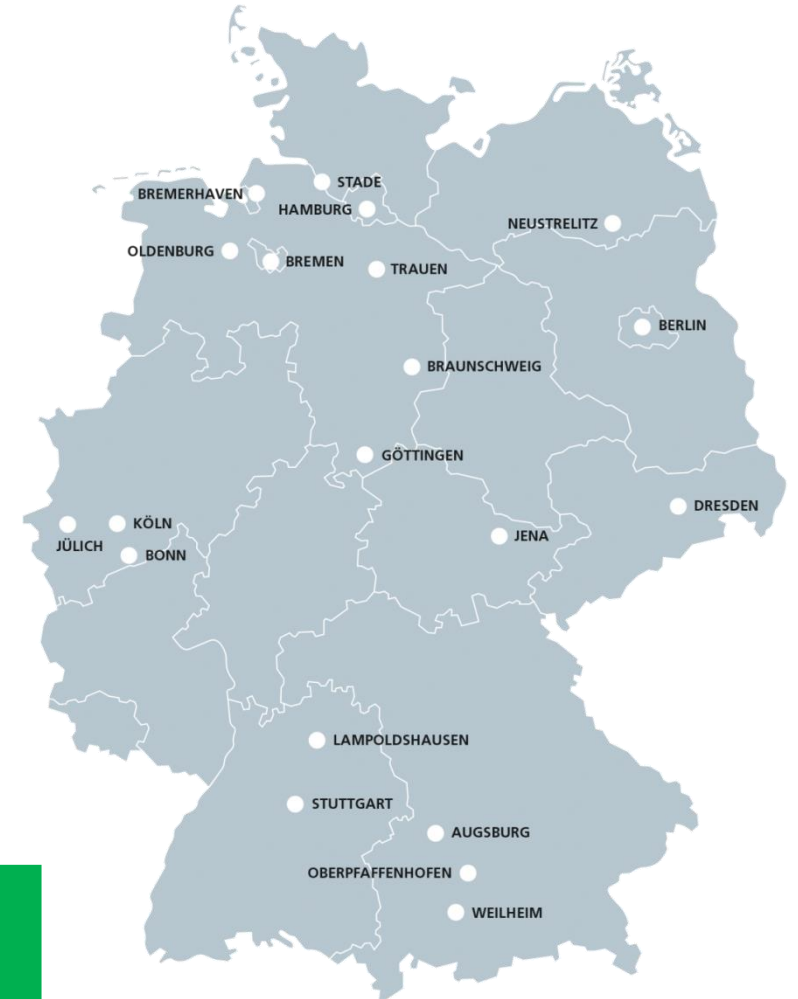 STADE
BREMERHAVEN
HAMBURG
NEUSTRELITZ
OLDENBURG
BREMEN
TRAUEN
BERLIN
BRAUNSCHWEIG
GÖTTINGEN
DRESDEN
KÖLN
JENA
JÜLICH
BONN
LAMPOLDSHAUSEN
STUTTGART
AUGSBURG
OBERPFAFFENHOFEN
WEILHEIM